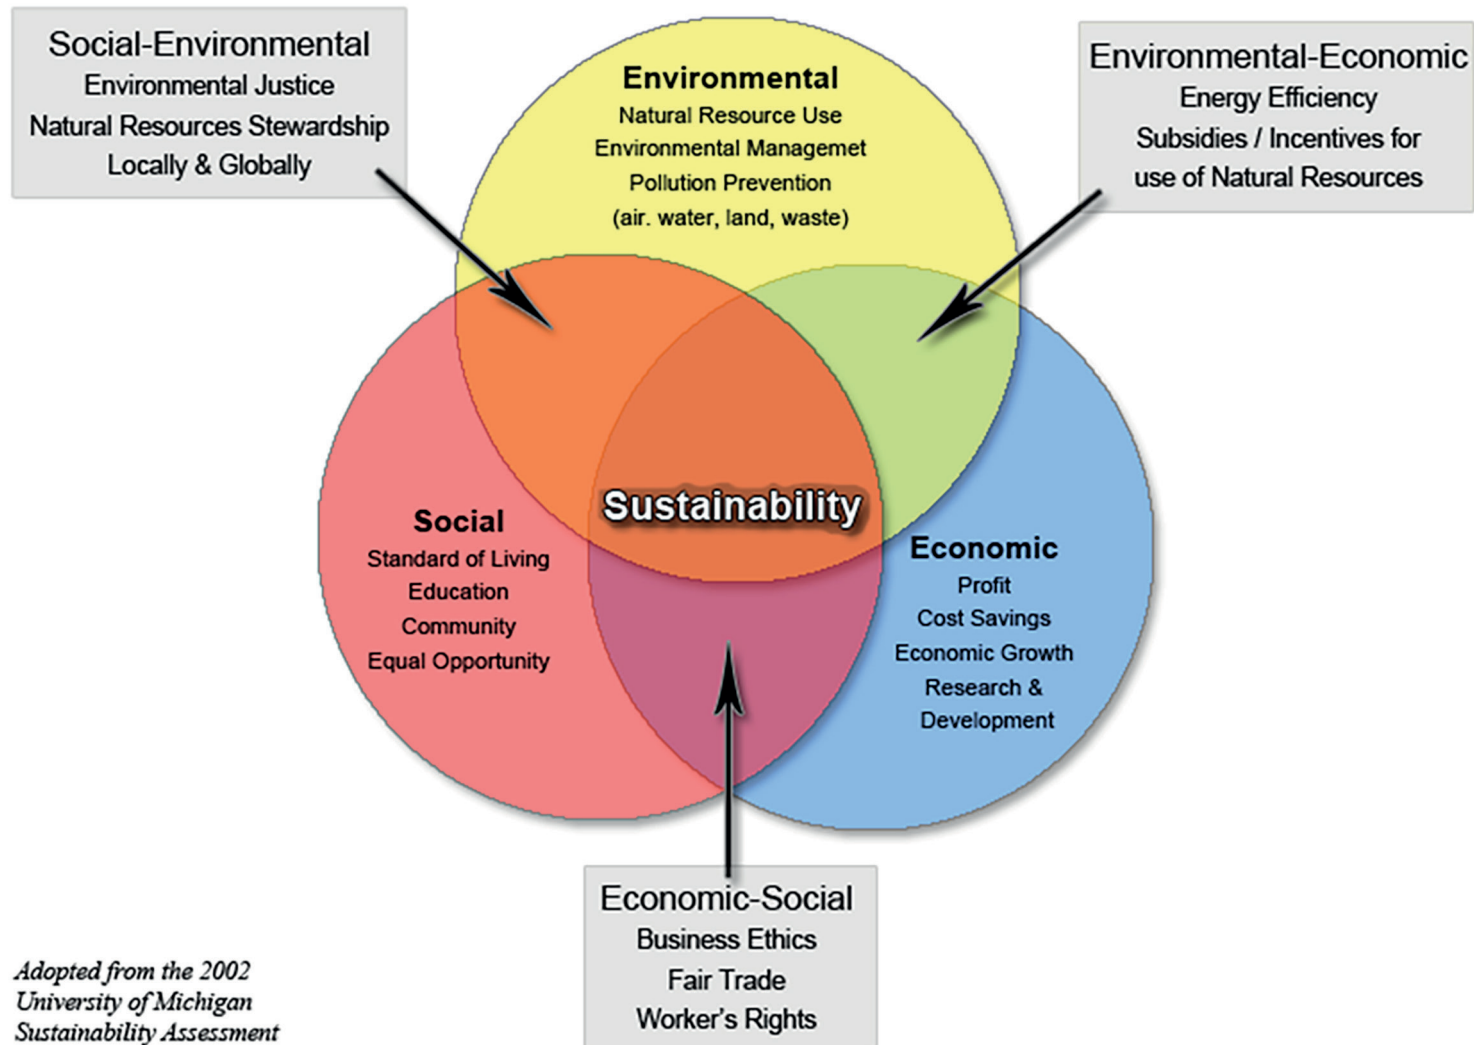 Social-Environmental
Environmental Justice
Natural Resources Stewardship
Locally & Globally
Environmental
Natural Resource Use
Environmental Managemet
Pollution Prevention
(air. water, land, waste)
Environmental-Economic
Energy Efficiency
Subsidies / Incentives for
use of Natural Resources
Sustainability
Social
Standard of Living
Education
Community
Equal Opportunity
Economic
Profit
Cost Savings
Economic Growth
Research &
Development
Economic-Social
Business Ethics
Fair Trade
Worker's Rights
Adopted from the 2002
University of Michigan
Sustainability Assessment